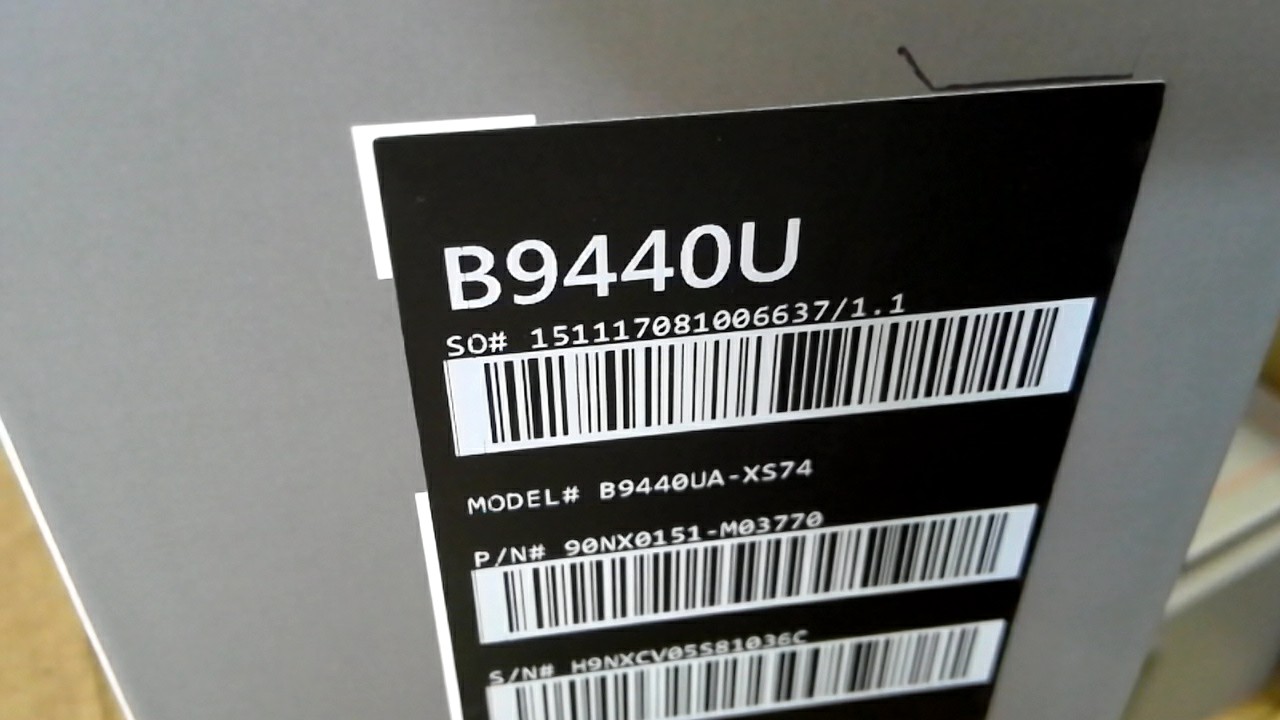 B9440U
SO# 151117081006637/1.1
MODEL# B9440UA-XS74
P/N# 90NX0151-M03770
S/N# H9NXCV05S81036C